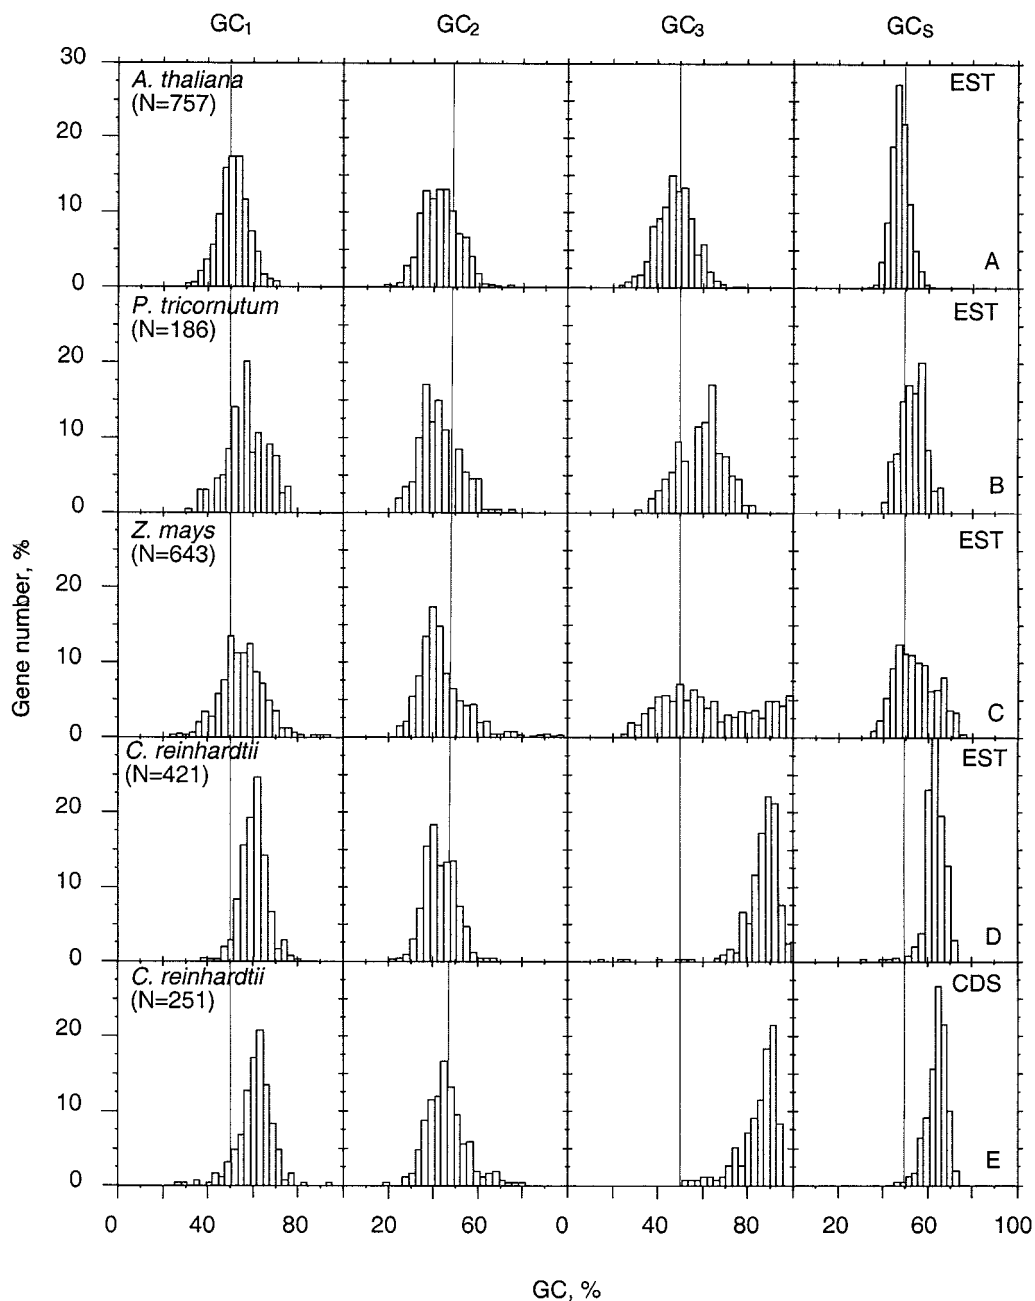 GC1 GC2 GC3 GCS
30
A. thaliana EST
(N=757)
20
10
A
0
P. tricornutum EST
(N=186)
20
10
B
0
Z. mays EST
(N=643)
20
Gene number, %
10
C
0
C. reinhardtii EST
(N=421)
20
10
D
0
C. reinhardtii CDS
(N=251)
20
10
E
0
0 40 80 20 60 0 40 80 20 60 100
GC, %